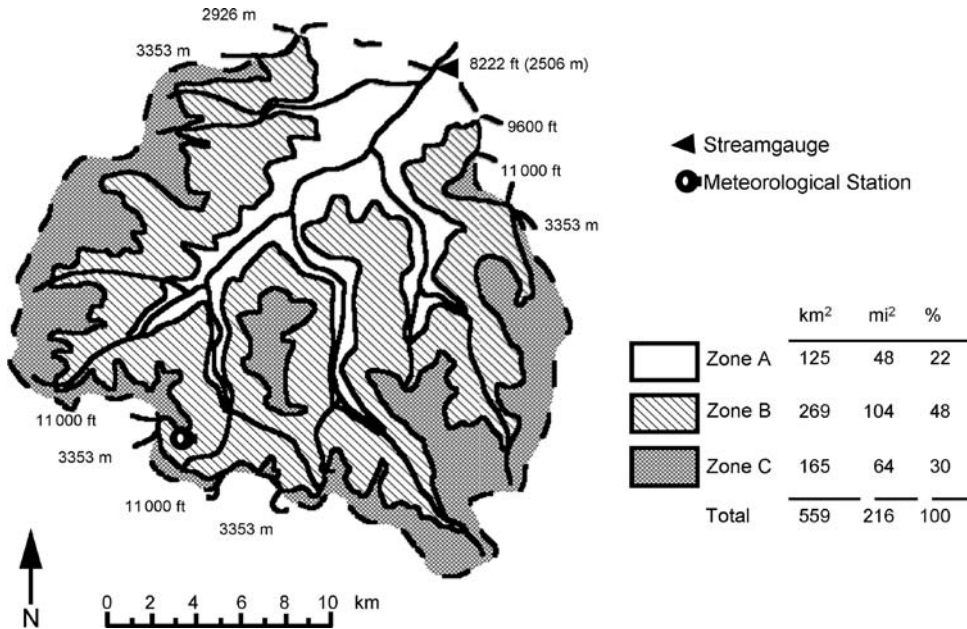 2926 m
3353 m
8222 ft (2506 m)
9600 ft
11 000 ft
3353 m
Streamgauge
Meteorological Station
km² mi² %
Zone A 125 48 22
Zone B 269 104 48
Zone C 165 64 30
Total 559 216 100
11 000 ft
3353 m
11 000 ft
3353 m
N
0 2 4 6 8 10 km